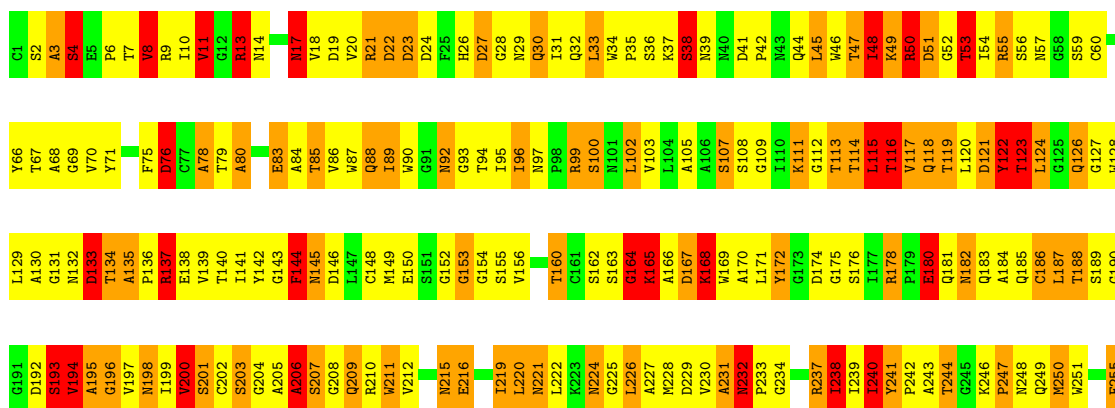 C1 S2 A3 S4 E5 P6 T7 V8 R9 I10 V11 G12 R13 N14 N17 V18 D19 V20 R21 D22 D23 D24 F25 H26 D27 G28 N29 Q30 I31 Q32 L33 W34 P35 S36 K37 S38 N39 N40 D41 P42 N43 Q44 L45 W46 T47 I48 K49 R50 D51 G52 T53 I54 R55 S56 N57 G58 S59 C60
Y66 T67 A68 G69 V70 Y71 F75 D76 C77 A78 T79 A80 E83 A84 T85 V86 W87 Q88 I89 W90 G91 N92 G93 T94 I95 I96 N97 P98 R99 S100 N101 L102 V103 L104 A105 A106 S107 S108 G109 I110 K111 G112 T113 T114 L115 T116 V117 Q118 T119 L120 D121 Y122 T123 L124 G125 Q126 G127 W128
L129 A130 G131 N132 D133 T134 A135 P136 R137 E138 V139 T140 I141 Y142 G143 F144 N145 D146 L147 C148 M149 E150 S151 G152 G153 G154 S155 V156 T160 C161 S162 S163 G164 K165 A166 D167 K168 W169 A170 L171 Y172 G173 D174 G175 S176 I177 R178 P179 E180 Q181 N182 Q183 A184 Q185 C186 L187 T188 S189 G190
G191 D192 S193 V194 A195 G196 V197 N198 I199 V200 S201 C202 S203 G204 A205 A206 S207 G208 Q209 R210 W211 V212 N215 E216 I219 L220 N221 L222 K223 N224 G225 L226 A227 M228 D229 V230 A231 N232 P233 G234 R237 I238 I239 I240 Y241 P242 A243 T244 G245 K246 P247 N248 Q249 M250 W251 P255